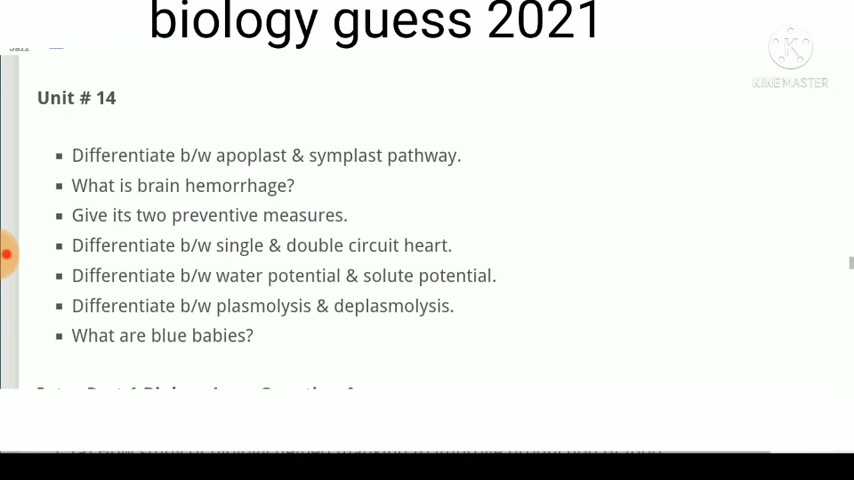 biology guess 2021
Jazz
KINEMASTER
Unit # 14
▪ Differentiate b/w apoplast & symplast pathway.
▪ What is brain hemorrhage?
▪ Give its two preventive measures.
▪ Differentiate b/w single & double circuit heart.
▪ Differentiate b/w water potential & solute potential.
▪ Differentiate b/w plasmolysis & deplasmolysis.
▪ What are blue babies?